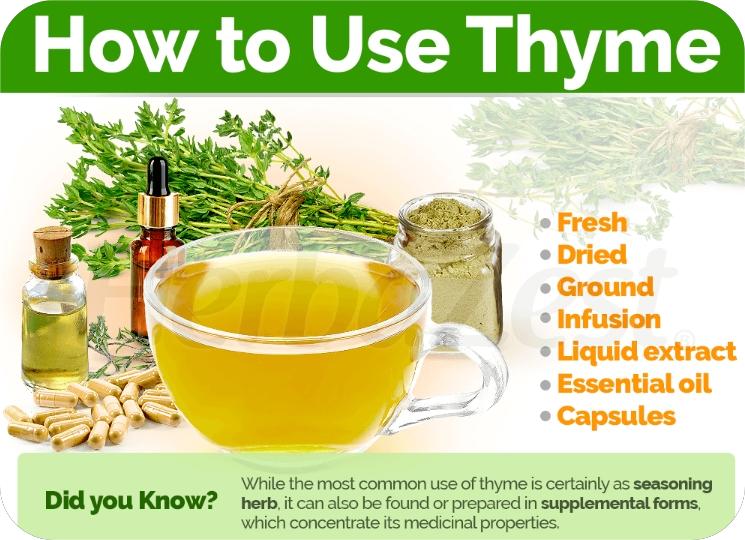 How to Use Thyme
HerbaZest®
• Fresh
• Dried
• Ground
• Infusion
• Liquid extract
• Essential oil
• Capsules
Did you Know?
While the most common use of thyme is certainly as seasoning
herb, it can also be found or prepared in supplemental forms,
which concentrate its medicinal properties.